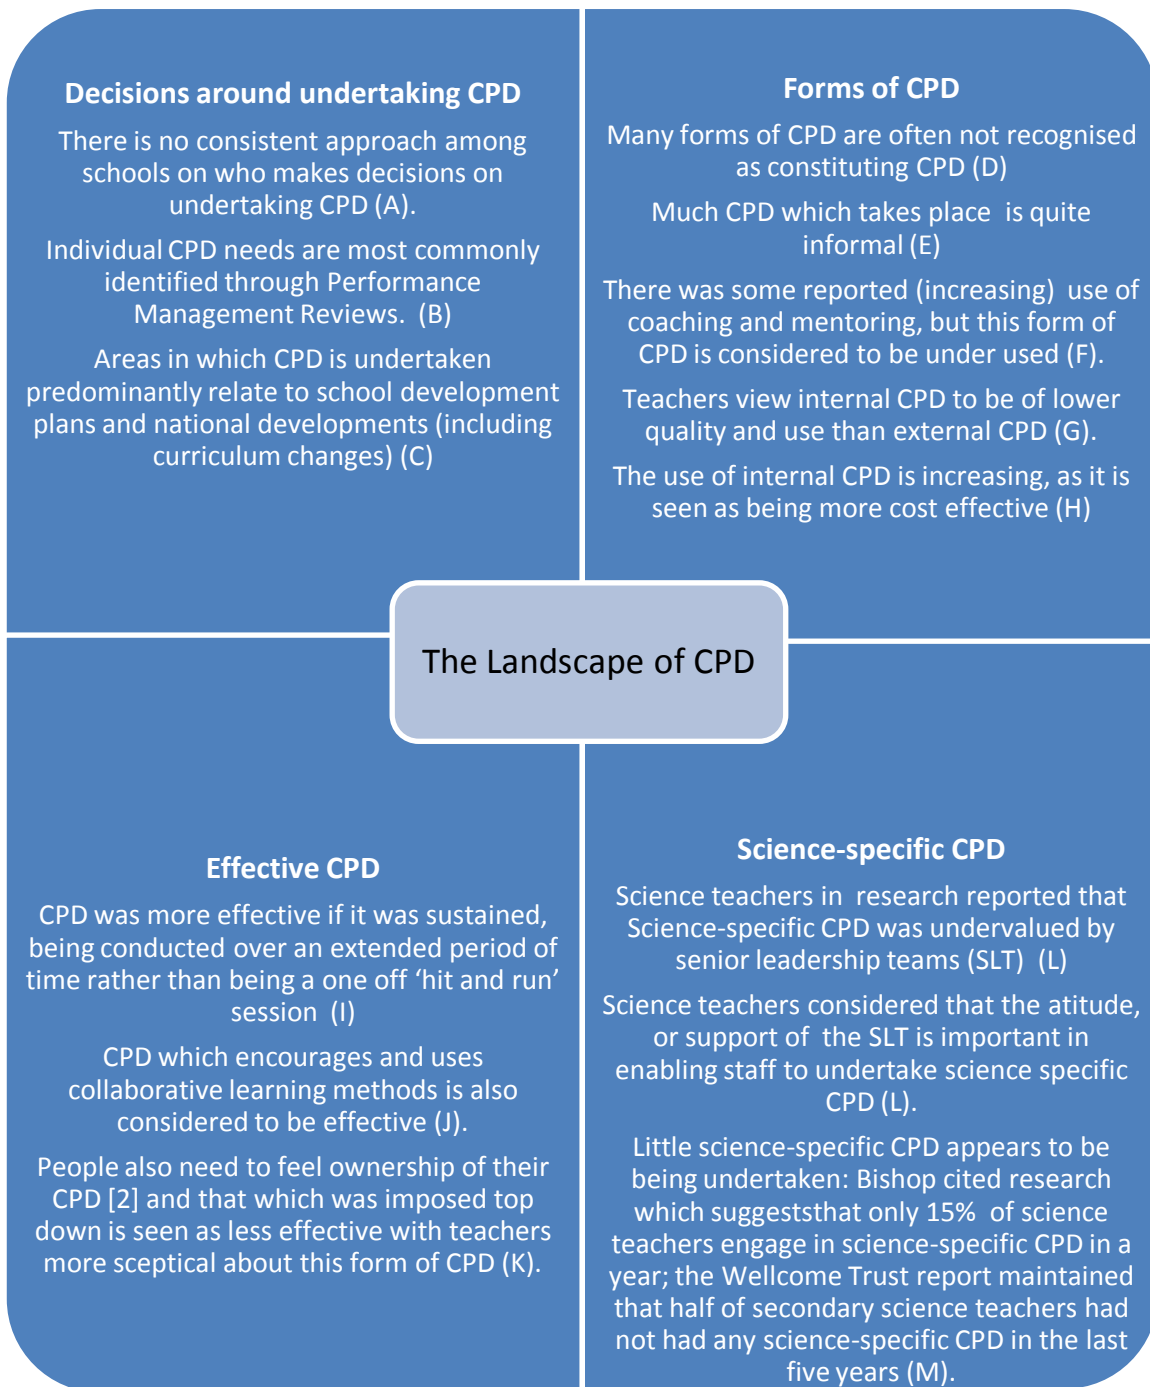 Decisions around undertaking CPD
There is no consistent approach among
schools on who makes decisions on
undertaking CPD (A).
Individual CPD needs are most commonly
identified through Performance
Management Reviews.  (B)
Areas in which CPD is undertaken
predominantly relate to school development
plans and national developments (including
curriculum changes) (C)
Forms of CPD
Many forms of CPD are often not recognised
as constituting CPD (D)
Much CPD which takes place  is quite
informal (E)
There was some reported (increasing)  use of
coaching and mentoring, but this form of
CPD is considered to be under used (F).
Teachers view internal CPD to be of lower
quality and use than external CPD (G).
The use of internal CPD is increasing, as it is
seen as being more cost effective (H)
The Landscape of CPD
Effective CPD
CPD was more effective if it was sustained,
being conducted over an extended period of
time rather than being a one off ‘hit and run’
session  (I)
CPD which encourages and uses
collaborative learning methods is also
considered to be effective (J).
People also need to feel ownership of their
CPD [2] and that which was imposed top
down is seen as less effective with teachers
more sceptical about this form of CPD (K).
Science-specific CPD
Science teachers in  research reported that
Science-specific CPD was undervalued by
senior leadership teams (SLT)  (L)
Science teachers considered that the atitude,
or support of  the SLT is important in
enabling staff to undertake science specific
CPD (L).
Little science-specific CPD appears to be
being undertaken: Bishop cited research
which suggeststhat only 15%  of science
teachers engage in science-specific CPD in a
year; the Wellcome Trust report maintained
that half of secondary science teachers had
not had any science-specific CPD in the last
five years (M).